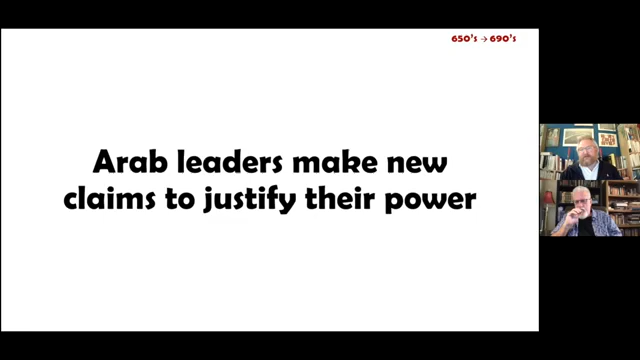 650's → 690's
Arab leaders make new
claims to justify their power